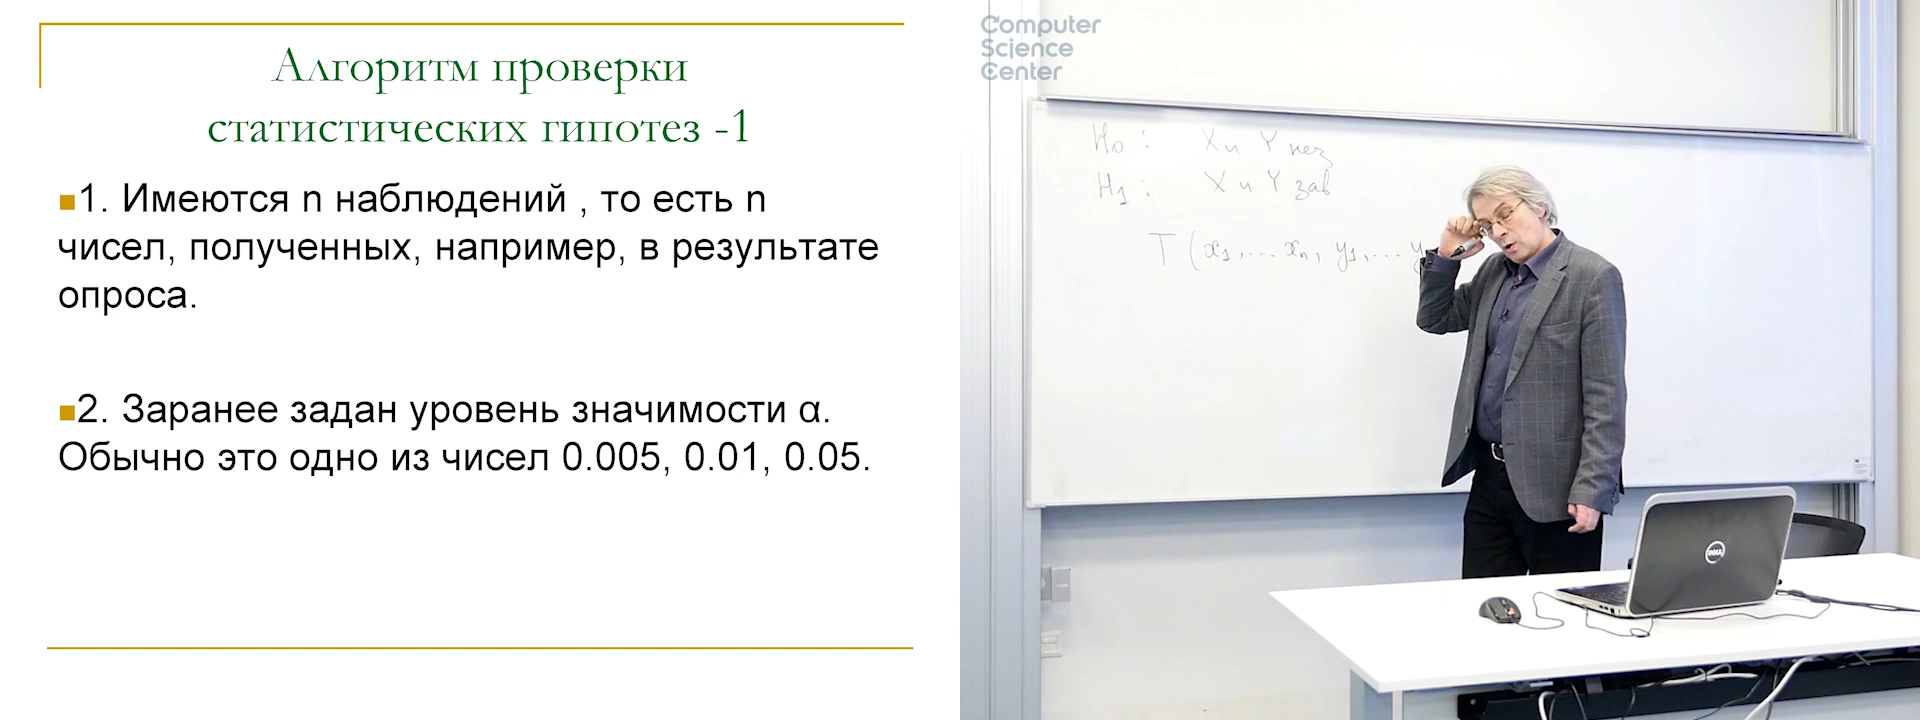 Алгоритм проверки
статистических гипотез -1
1. Имеются n наблюдений , то есть n
чисел, полученных, например, в результате
опроса.
2. Заранее задан уровень значимости α.
Обычно это одно из чисел 0.005, 0.01, 0.05.
Computer
Science
Center
H₀ : X и Y нез
H₁ : X и Y зав
T (x₁,... xₙ, y₁,... y
DELL